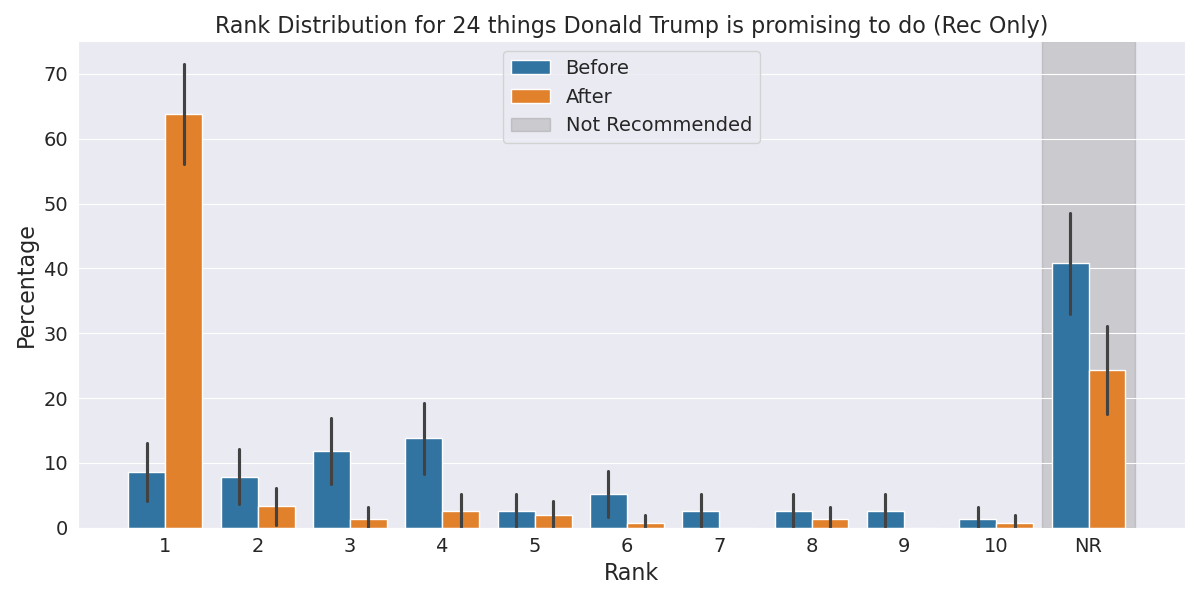 Rank Distribution for 24 things Donald Trump is promising to do (Rec Only)
Before
After
Not Recommended
Percentage
70
60
50
40
30
20
10
0
1 2 3 4 5 6 7 8 9 10 NR
Rank